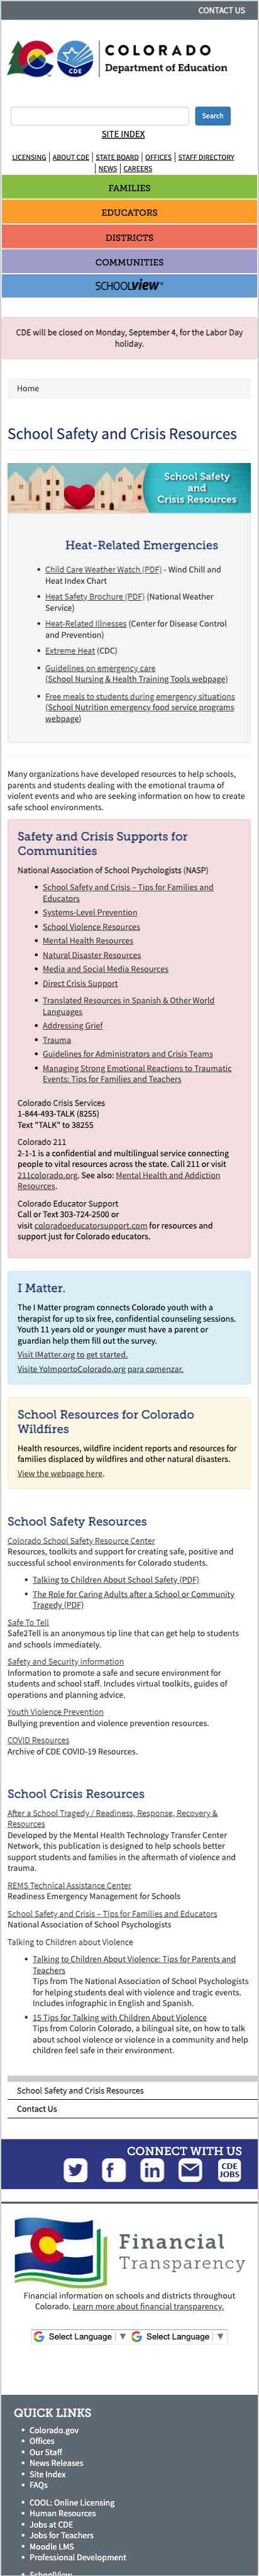 CONTACT US
COLORADO
CDE
Department of Education
Search
SITE INDEX
LICENSING | ABOUT CDE | STATE BOARD | OFFICES | STAFF DIRECTORY
| NEWS | CAREERS
FAMILIES
EDUCATORS
DISTRICTS
COMMUNITIES
SCHOOLVIEW®
CDE will be closed on Monday, September 4, for the Labor Day
holiday.
Home
School Safety and Crisis Resources
School Safety
and
Crisis Resources
Heat-Related Emergencies
• Child Care Weather Watch (PDF) - Wind Chill and
Heat Index Chart
• Heat Safety Brochure (PDF) (National Weather
Service)
• Heat-Related Illnesses (Center for Disease Control
and Prevention)
• Extreme Heat (CDC)
• Guidelines on emergency care
(School Nursing & Health Training Tools webpage)
• Free meals to students during emergency situations
(School Nutrition emergency food service programs
webpage)
Many organizations have developed resources to help schools,
parents and students dealing with the emotional trauma of
violent events and who are seeking information on how to create
safe school environments.
Safety and Crisis Supports for
Communities
National Association of School Psychologists (NASP)
• School Safety and Crisis – Tips for Families and
Educators
• Systems-Level Prevention
• School Violence Resources
• Mental Health Resources
• Natural Disaster Resources
• Media and Social Media Resources
• Direct Crisis Support
• Translated Resources in Spanish & Other World
Languages
• Addressing Grief
• Trauma
• Guidelines for Administrators and Crisis Teams
• Managing Strong Emotional Reactions to Traumatic
Events: Tips for Families and Teachers
Colorado Crisis Services
1-844-493-TALK (8255)
Text "TALK" to 38255
Colorado 211
2-1-1 is a confidential and multilingual service connecting
people to vital resources across the state. Call 211 or visit
211colorado.org. See also: Mental Health and Addiction
Resources.
Colorado Educator Support
Call or Text 303-724-2500 or
visit coloradoeducatorsupport.com for resources and
support just for Colorado educators.
I Matter.
The I Matter program connects Colorado youth with a
therapist for up to six free, confidential counseling sessions.
Youth 11 years old or younger must have a parent or
guardian help them fill out the survey.
Visit IMatter.org to get started.
Visite YoImportoColorado.org para comenzar.
School Resources for Colorado
Wildfires
Health resources, wildfire incident reports and resources for
families displaced by wildfires and other natural disasters.
View the webpage here.
School Safety Resources
Colorado School Safety Resource Center
Resources, toolkits and support for creating safe, positive and
successful school environments for Colorado students.
• Talking to Children About School Safety (PDF)
• The Role for Caring Adults after a School or Community
Tragedy (PDF)
Safe To Tell
Safe2Tell is an anonymous tip line that can get help to students
and schools immediately.
Safety and Security information
Information to promote a safe and secure environment for
students and school staff. Includes virtual toolkits, guides of
operations and planning advice.
Youth Violence Prevention
Bullying prevention and violence prevention resources.
COVID Resources
Archive of CDE COVID-19 Resources.
School Crisis Resources
After a School Tragedy / Readiness, Response, Recovery &
Resources
Developed by the Mental Health Technology Transfer Center
Network, this publication is designed to help schools better
support students and families in the aftermath of violence and
trauma.
REMS Technical Assistance Center
Readiness Emergency Management for Schools
School Safety and Crisis – Tips for Families and Educators
National Association of School Psychologists
Talking to Children about Violence
• Talking to Children About Violence: Tips for Parents and
Teachers
Tips from The National Association of School Psychologists
for helping students deal with violence and tragic events.
Includes infographic in English in Spanish.
• 15 Tips for Talking with Children About Violence
Tips from Colorin Colorado, a bilingual site, on how to talk
about school violence or violence in a community and help
children feel safe in their environment.
School Safety and Crisis Resources
Contact Us
CONNECT WITH US
CDE
JOBS
Financial
Transparency
Financial information on schools and districts throughout
Colorado. Learn more about financial transparency.
Select Language ▼ Select Language ▼
QUICK LINKS
• Colorado.gov
• Offices
• Our Staff
• News Releases
• Site Index
• FAQs
• COOL: Online Licensing
• Human Resources
• Jobs at CDE
• Jobs for Teachers
• Moodle LMS
• Professional Development
• SchoolView